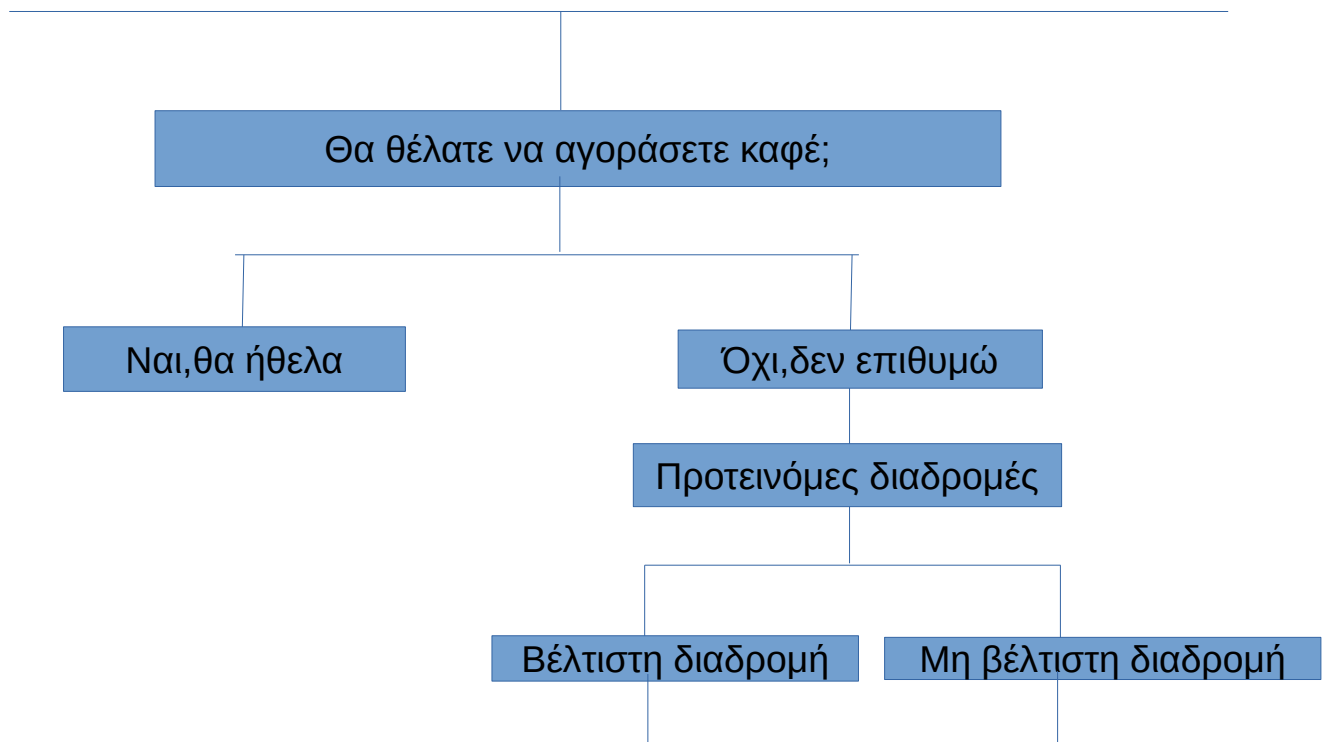 Θα θέλατε να αγοράσετε καφέ;
Ναι,θα ήθελα
Όχι,δεν επιθυμώ
Προτεινόμες διαδρομές
Βέλτιστη διαδρομή
Μη βέλτιστη διαδρομή